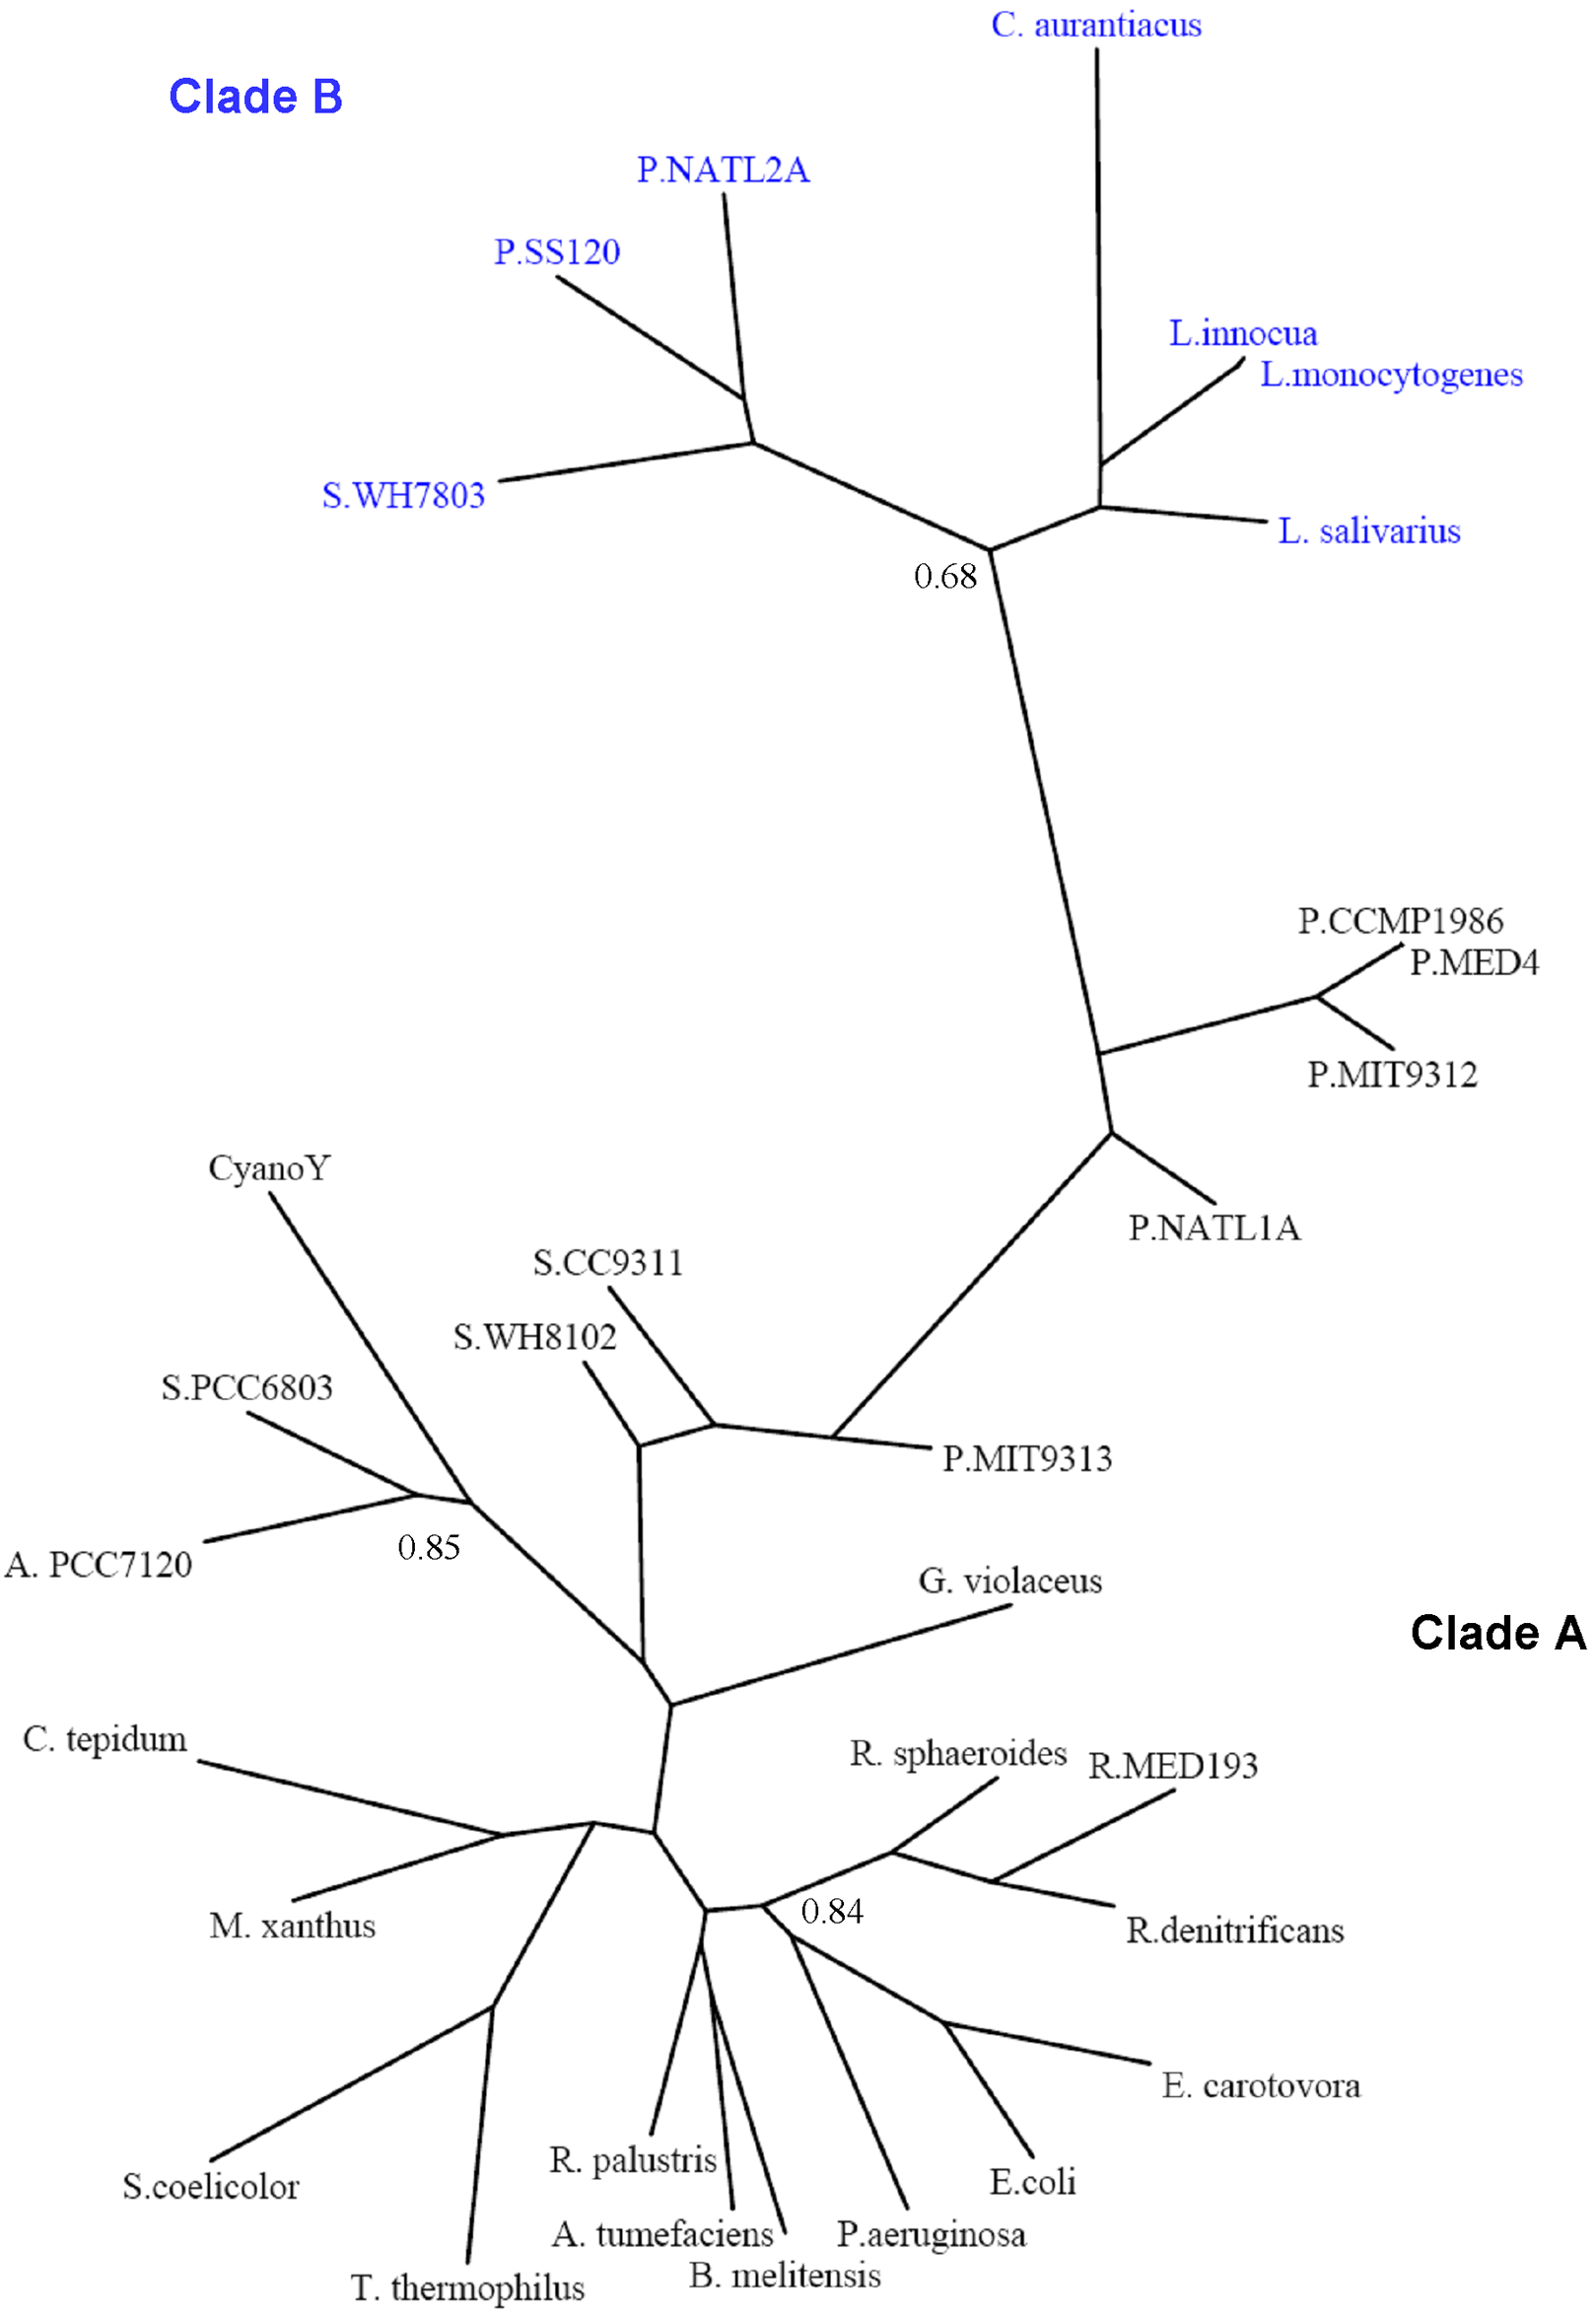 C. aurantiacus
Clade B
P.NATL2A
P.SS120
L.innocua
L.monocytogenes
S.WH7803
L. salivarius
0.68
P.CCMP1986
P.MED4
P.MIT9312
CyanoY
P.NATL1A
S.CC9311
S.WH8102
S.PCC6803
P.MIT9313
0.85
A. PCC7120
G. violaceus
Clade A
C. tepidum
R. sphaeroides
R.MED193
0.84
M. xanthus
R.denitrificans
E. carotovora
R. palustris
E.coli
S.coelicolor
A. tumefaciens
P.aeruginosa
B. melitensis
T. thermophilus